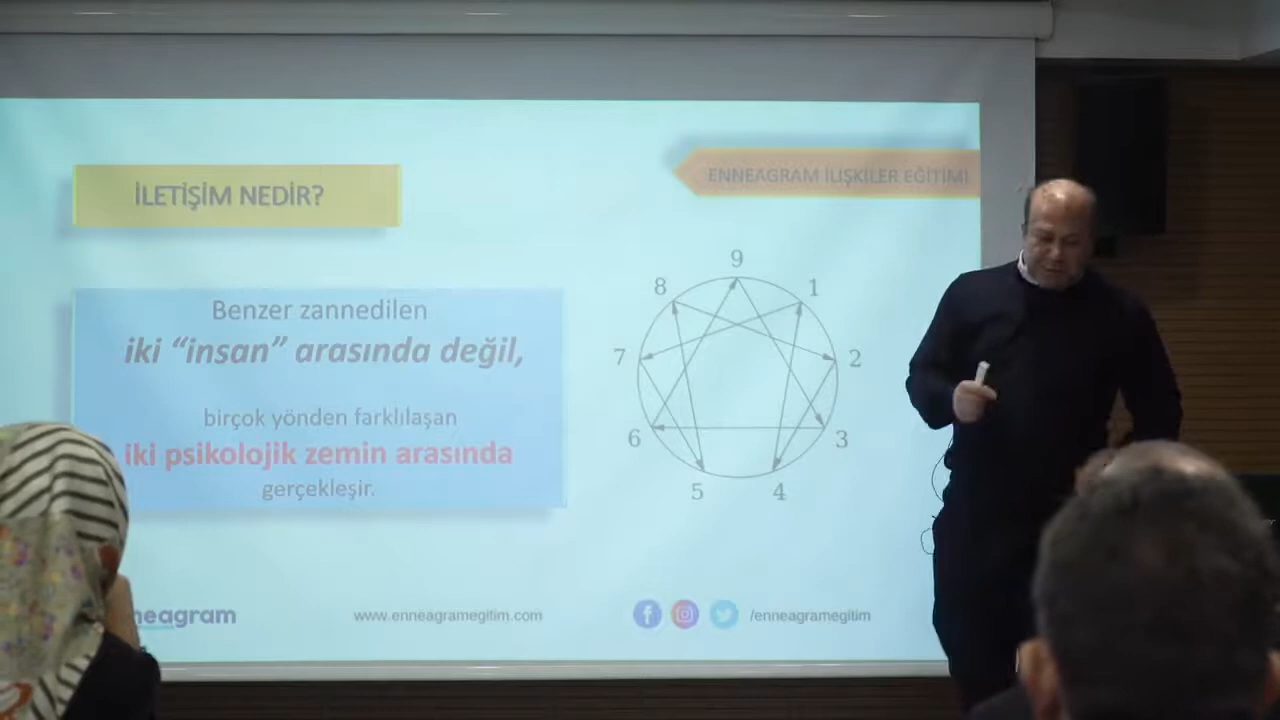 İLETİŞİM NEDİR?
ENNEAGRAM İLİŞKİLER EĞİTİMİ
Benzer zannedilen
iki “insan” arasında değil,
birçok yönden farklılaşan
iki psikolojik zemin arasında
gerçekleşir.
9
8
1
7
2
6
3
5
4
neagram
www.enneagramegitim.com
/enneagramegitim